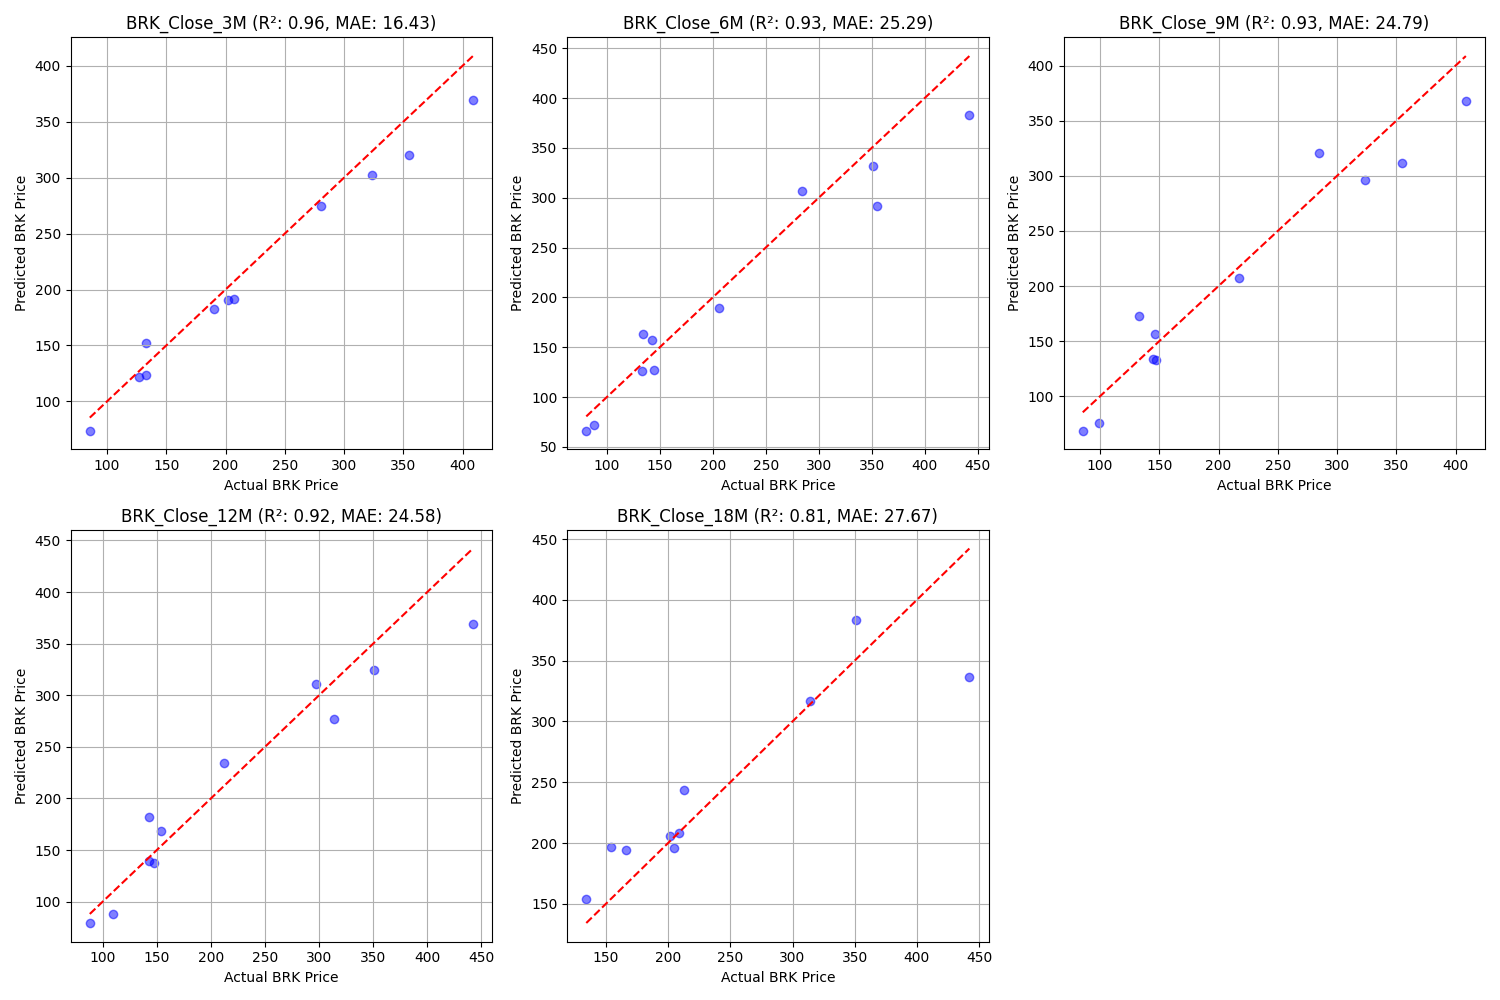 BRK_Close_3M (R²: 0.96, MAE: 16.43)
400
350
300
250
200
150
100
Predicted BRK Price
100 150 200 250 300 350 400
Actual BRK Price
BRK_Close_6M (R²: 0.93, MAE: 25.29)
450
400
350
300
250
200
150
100
50
Predicted BRK Price
100 150 200 250 300 350 400 450
Actual BRK Price
BRK_Close_9M (R²: 0.93, MAE: 24.79)
400
350
300
250
200
150
100
Predicted BRK Price
100 150 200 250 300 350 400
Actual BRK Price
BRK_Close_12M (R²: 0.92, MAE: 24.58)
450
400
350
300
250
200
150
100
Predicted BRK Price
100 150 200 250 300 350 400 450
Actual BRK Price
BRK_Close_18M (R²: 0.81, MAE: 27.67)
450
400
350
300
250
200
150
Predicted BRK Price
150 200 250 300 350 400 450
Actual BRK Price